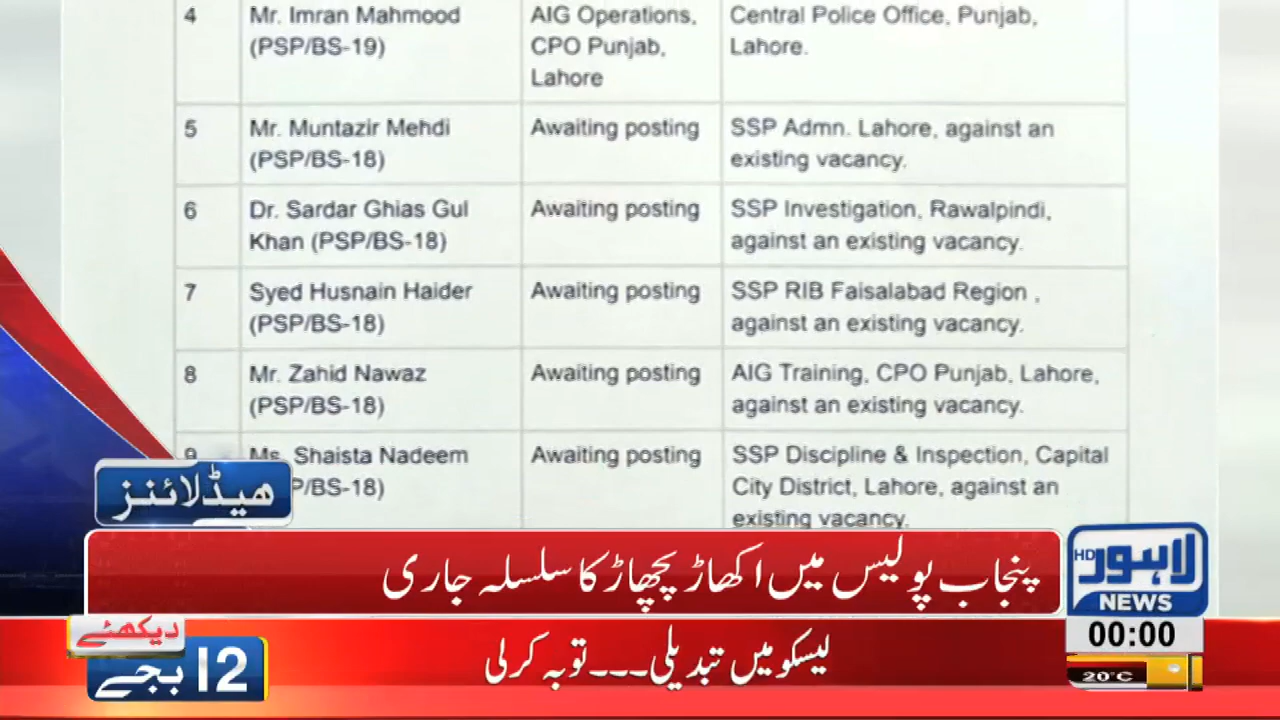 4 Mr. Imran Mahmood AIG Operations, Central Police Office, Punjab,
(PSP/BS-19) CPO Punjab, Lahore.
Lahore
5 Mr. Muntazir Mehdi Awaiting posting SSP Admn. Lahore, against an
(PSP/BS-18) existing vacancy.
6 Dr. Sardar Ghias Gul Awaiting posting SSP Investigation, Rawalpindi,
Khan (PSP/BS-18) against an existing vacancy.
7 Syed Husnain Haider Awaiting posting SSP RIB Faisalabad Region ,
(PSP/BS-18) against an existing vacancy.
8 Mr. Zahid Nawaz Awaiting posting AIG Training, CPO Punjab, Lahore,
(PSP/BS-18) against an existing vacancy.
9 Ms. Shaista Nadeem Awaiting posting SSP Discipline & Inspection, Capital
P/BS-18) City District, Lahore, against an
existing vacancy.
ہیڈلائنز
پنجاب پولیس میں اکھاڑ پچھاڑ کا سلسلہ جاری
لاہور HD
NEWS
00:00
20°C
دیکھئے
12 بجے
لیسکو میں تبدیلی۔۔۔توبہ کرلی